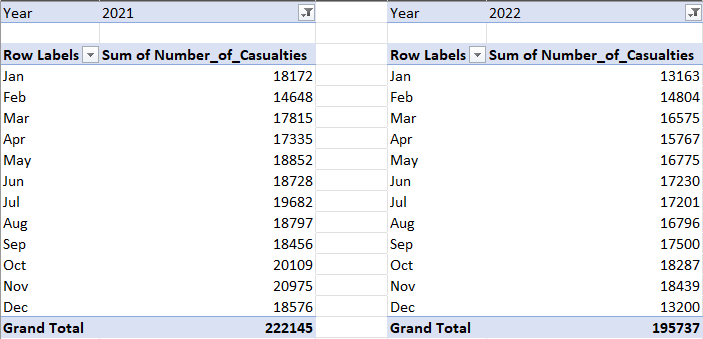 Year 2021 Year 2022
Row Labels Sum of Number_of_Casualties Row Labels Sum of Number_of_Casualties
Jan 18172 Jan 13163
Feb 14648 Feb 14804
Mar 17815 Mar 16575
Apr 17335 Apr 15767
May 18852 May 16775
Jun 18728 Jun 17230
Jul 19682 Jul 17201
Aug 18797 Aug 16796
Sep 18456 Sep 17500
Oct 20109 Oct 18287
Nov 20975 Nov 18439
Dec 18576 Dec 13200
Grand Total 222145 Grand Total 195737